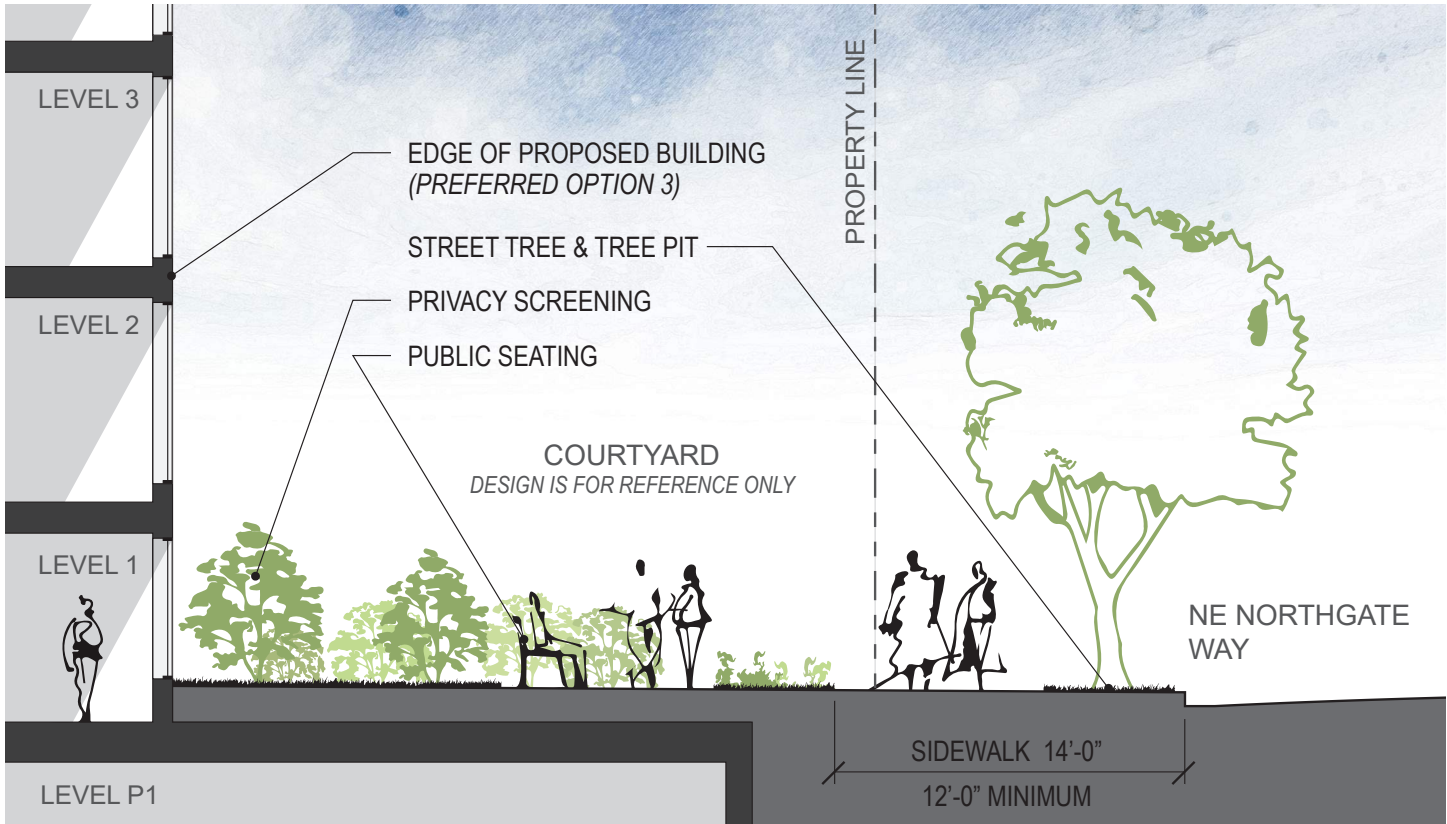 LEVEL 3
EDGE OF PROPOSED BUILDING
(PREFERRED OPTION 3)
PROPERTY LINE
STREET TREE & TREE PIT
PRIVACY SCREENING
LEVEL 2
PUBLIC SEATING
COURTYARD
DESIGN IS FOR REFERENCE ONLY
LEVEL 1
NE NORTHGATE
WAY
SIDEWALK 14’-0”
12’-0” MINIMUM
LEVEL P1